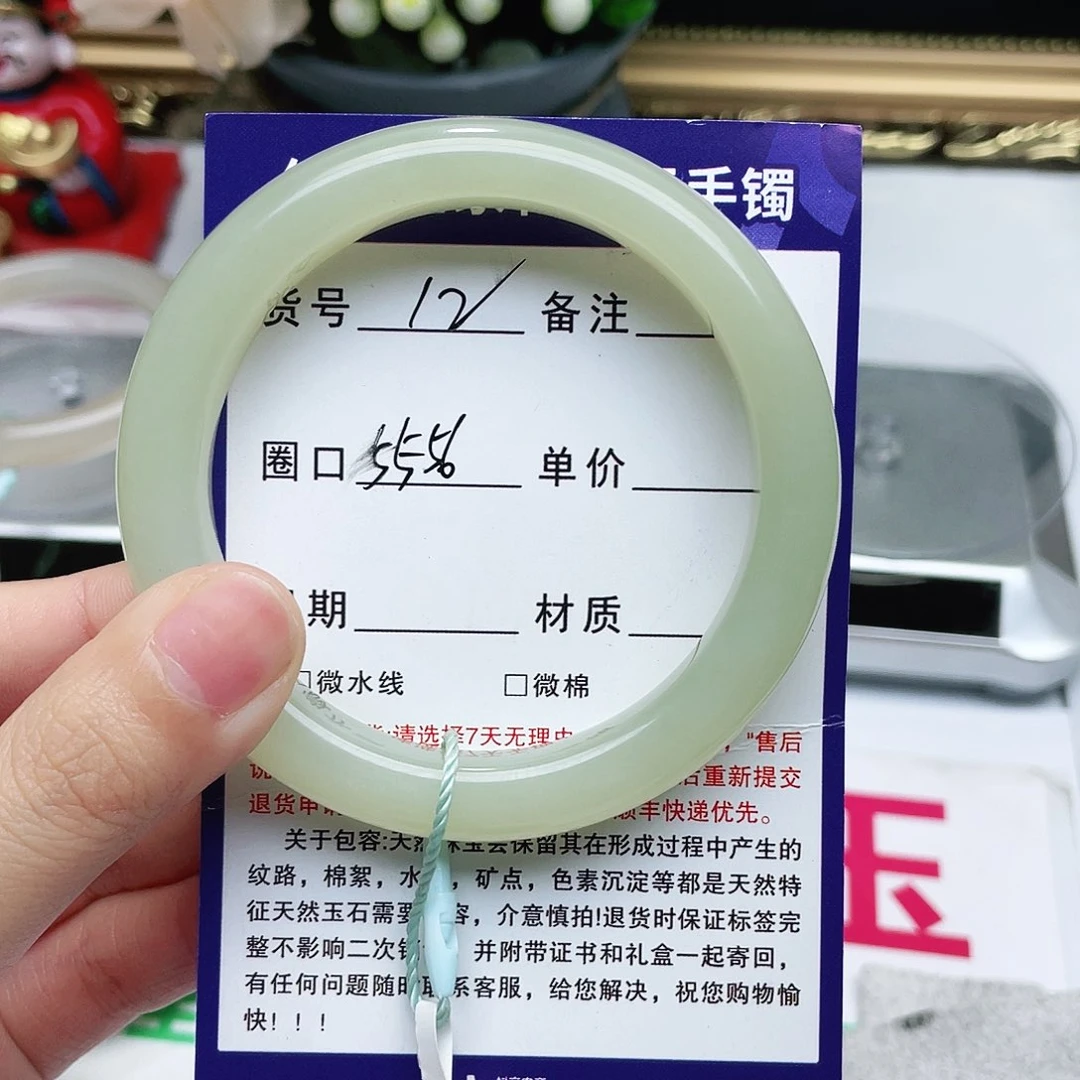 手镯
货号 12 备注
圈口 5556 单价
期 材质
□微水线 □微棉
请选择7天无理由 "售后
重新提交
退货申 顺丰快递优先。
关于包容:天然 会保留其在形成过程中产生的
纹路，棉絮，水 ，矿点，色素沉淀等都是天然特
征天然玉石需要 容，介意慎拍!退货时保证标签完
整不影响二次销 并附带证书和礼盒一起寄回，
有任何问题随时联系客服，给您解决，祝您购物愉
快！！！
玉